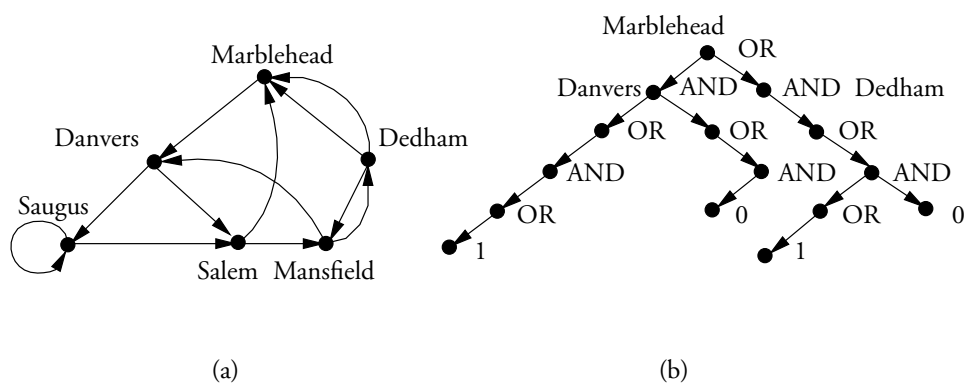 Marblehead
Danvers
Dedham
Saugus
Salem
Mansfield
(a)
Marblehead
OR
Danvers
AND
AND
Dedham
OR
OR
OR
AND
AND
AND
OR
0
OR
0
1
1
(b)